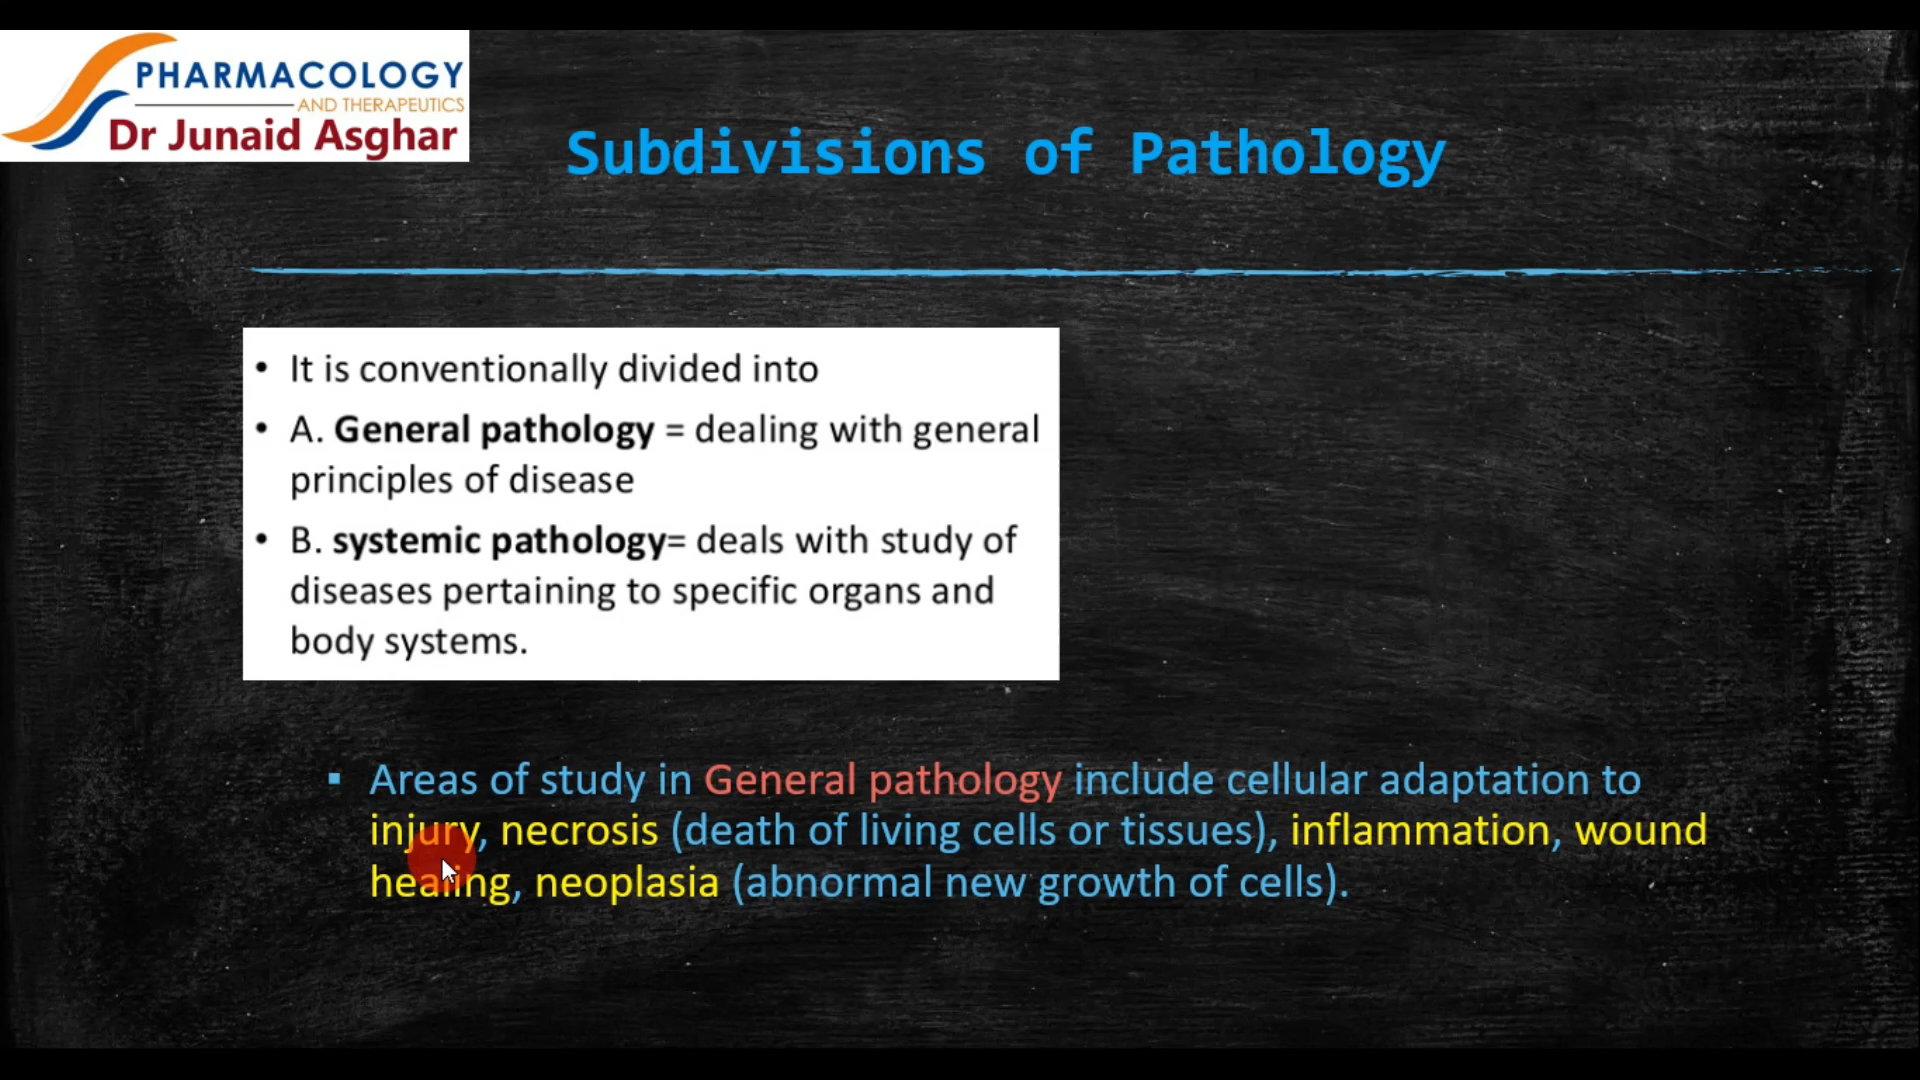 PHARMACOLOGY
AND THERAPEUTICS
Dr Junaid Asghar
Subdivisions of Pathology
• It is conventionally divided into
• A. General pathology = dealing with general
principles of disease
• B. systemic pathology= deals with study of
diseases pertaining to specific organs and
body systems.
▪ Areas of study in General pathology include cellular adaptation to
injury, necrosis (death of living cells or tissues), inflammation, wound
healing, neoplasia (abnormal new growth of cells).